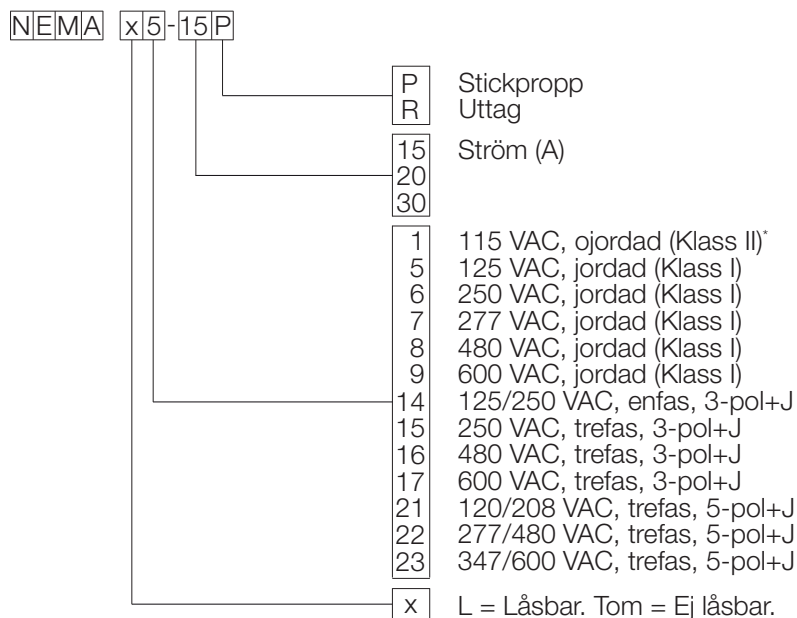 NEMA x5-15P
P Stickpropp
R Uttag
15 Ström (A)
20
30
1 115 VAC, ojordad (Klass II)*
5 125 VAC, jordad (Klass I)
6 250 VAC, jordad (Klass I)
7 277 VAC, jordad (Klass I)
8 480 VAC, jordad (Klass I)
9 600 VAC, jordad (Klass I)
14 125/250 VAC, enfas, 3-pol+J
15 250 VAC, trefas, 3-pol+J
16 480 VAC, trefas, 3-pol+J
17 600 VAC, trefas, 3-pol+J
21 120/208 VAC, trefas, 5-pol+J
22 277/480 VAC, trefas, 5-pol+J
23 347/600 VAC, trefas, 5-pol+J
x L = Låsbar. Tom = Ej låsbar.